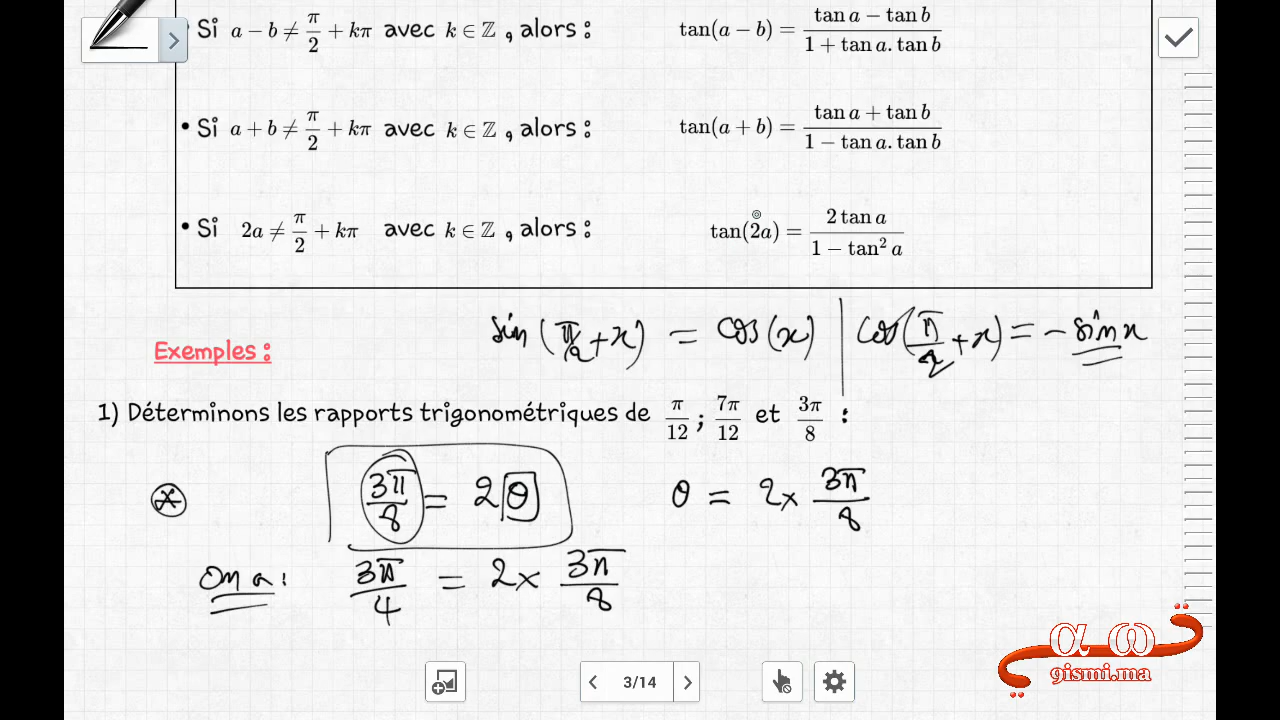 • Si a − b ≠ π/2 + kπ avec k ∈ ℤ , alors : tan(a − b) = (tan a − tan b)/(1 + tan a. tan b)
• Si a + b ≠ π/2 + kπ avec k ∈ ℤ , alors : tan(a + b) = (tan a + tan b)/(1 − tan a. tan b)
• Si 2a ≠ π/2 + kπ avec k ∈ ℤ , alors : tan(2a) = (2 tan a)/(1 − tan² a)
sin(π/2 + x) = cos(x) | cos(π/2 + x) = − sin x
Exemples :
1) Déterminons les rapports trigonométriques de π/12 ; 7π/12 et 3π/8 :
* 3π/8 = 2θ θ = 2 × 3π/8
On a : 3π/4 = 2 × 3π/8
α ω ق
gismi.ma
3/14